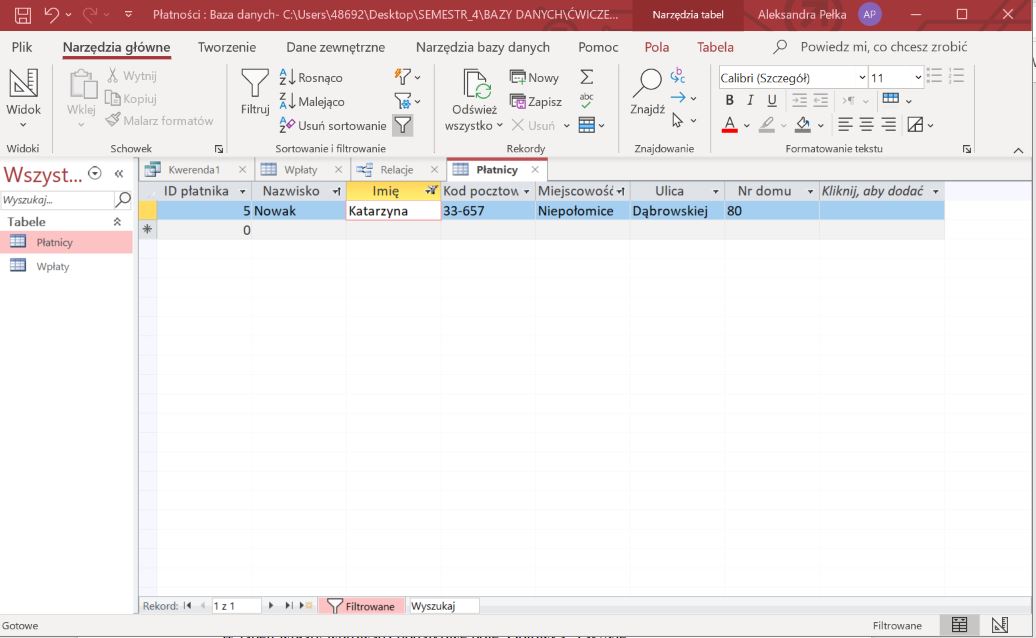 Płatności : Baza danych- C:\Users\48692\Desktop\SEMESTR_4\BAZY DANYCH\ĆWICZE... Narzędzia tabel Aleksandra Pełka AP
Plik Narzędzia główne Tworzenie Dane zewnętrzne Narzędzia bazy danych Pomoc Pola Tabela Powiedz mi, co chcesz zrobić
Widok
Widoki
Wklej
Wytnij
Kopiuj
Malarz formatów
Schowek
Filtruj
Rosnąco
Malejąco
Usuń sortowanie
Sortowanie i filtrowanie
Odśwież
wszystko
Nowy
Zapisz
Usuń
Rekordy
Znajdź
Znajdowanie
Calibri (Szczegół) 11
B I U
A
Formatowanie tekstu
Wszyst...
Wyszukaj...
Tabele
Płatnicy
Wpłaty
Kwerenda1 Wpłaty Relacje Płatnicy
ID płatnika Nazwisko Imię Kod pocztow Miejscowość Ulica Nr domu Kliknij, aby dodać
5 Nowak Katarzyna 33-657 Niepołomice Dąbrowskiej 80
0
Rekord: 1 z 1 Filtrowane Wyszukaj
Gotowe Filtrowane